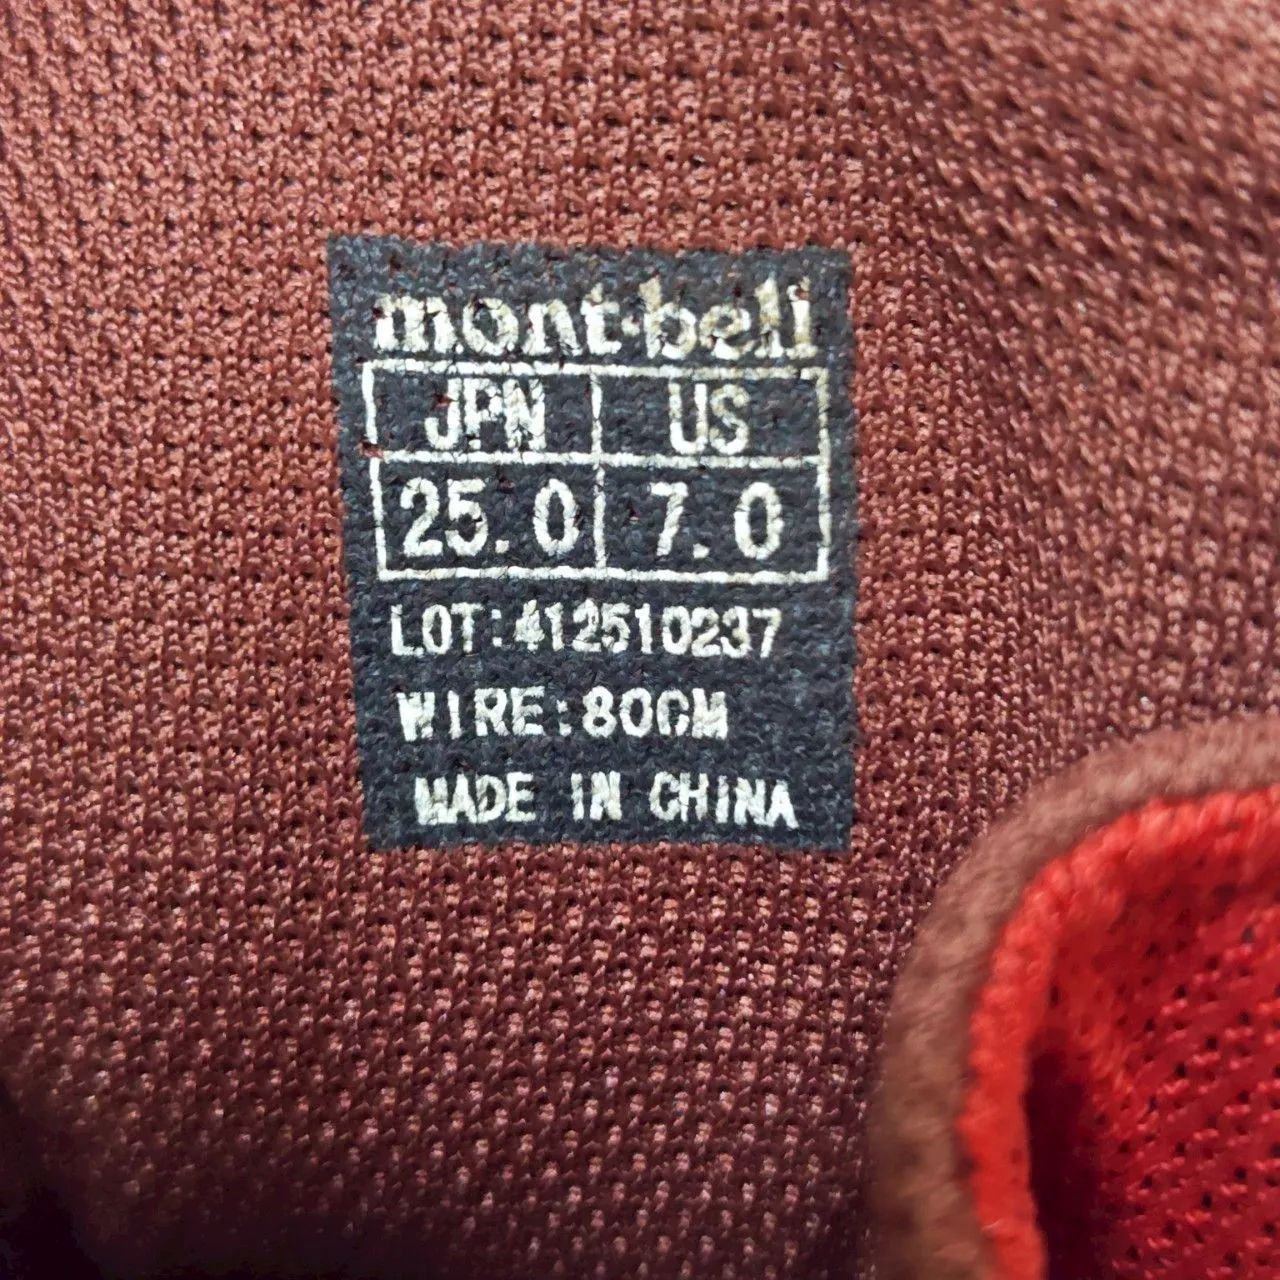 mont-bell
JPN US
25.0 7.0
LOT:412510237
WIRE:80CM
MADE IN CHINA